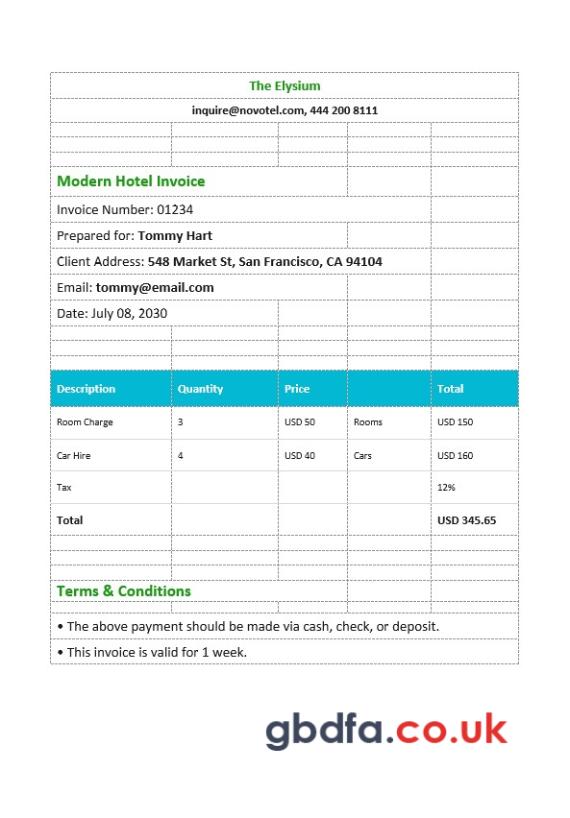 The Elysium
inquire@novotel.com, 444 200 8111
Modern Hotel Invoice
Invoice Number: 01234
Prepared for: Tommy Hart
Client Address: 548 Market St, San Francisco, CA 94104
Email: tommy@email.com
Date: July 08, 2030
Description Quantity Price Total
Room Charge 3 USD 50 Rooms USD 150
Car Hire 4 USD 40 Cars USD 160
Tax 12%
Total USD 345.65
Terms & Conditions
• The above payment should be made via cash, check, or deposit.
• This invoice is valid for 1 week.
gbdfa.co.uk